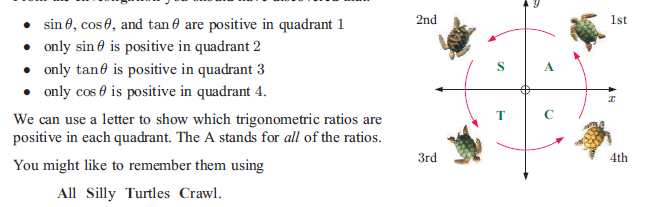 • sin θ, cos θ, and tan θ are positive in quadrant 1
• only sin θ is positive in quadrant 2
• only tan θ is positive in quadrant 3
• only cos θ is positive in quadrant 4.
We can use a letter to show which trigonometric ratios are
positive in each quadrant. The A stands for all of the ratios.
You might like to remember them using
All Silly Turtles Crawl.
y
2nd
1st
S
A
x
T
C
3rd
4th